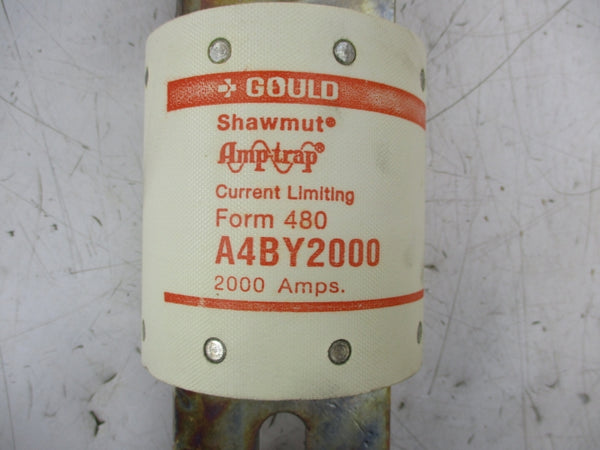 GOULD
Shawmut®
Amp-trap®
Current Limiting
Form 480
A4BY2000
2000 Amps.